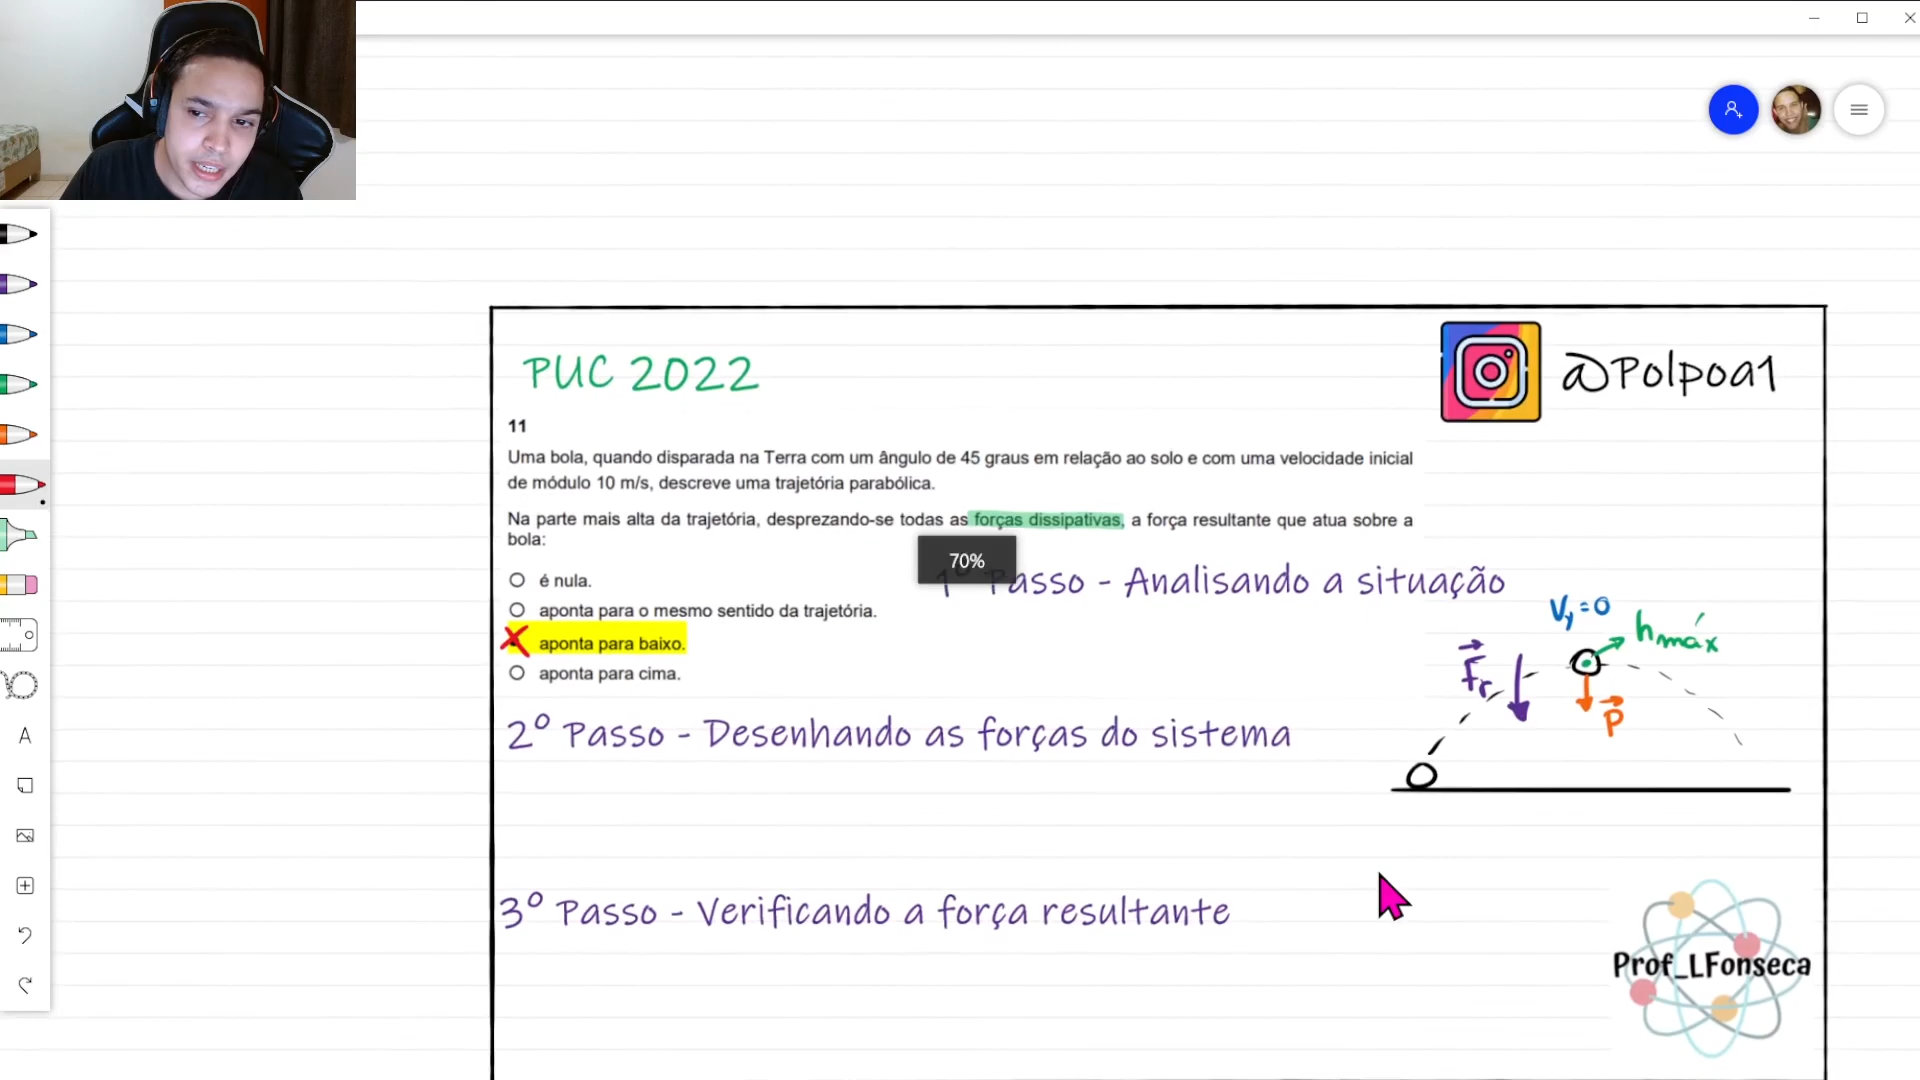 PUC 2022
@Polpoa1
11
Uma bola, quando disparada na Terra com um ângulo de 45 graus em relação ao solo e com uma velocidade inicial
de módulo 10 m/s, descreve uma trajetória parabólica.
Na parte mais alta da trajetória, desprezando-se todas as forças dissipativas, a força resultante que atua sobre a
bola:
70%
1º Passo - Analisando a situação
é nula.
aponta para o mesmo sentido da trajetória.
aponta para baixo.
aponta para cima.
Vy=0
hmáx
Fr
P
2º Passo - Desenhando as forças do sistema
3º Passo - Verificando a força resultante
Prof_LFonseca